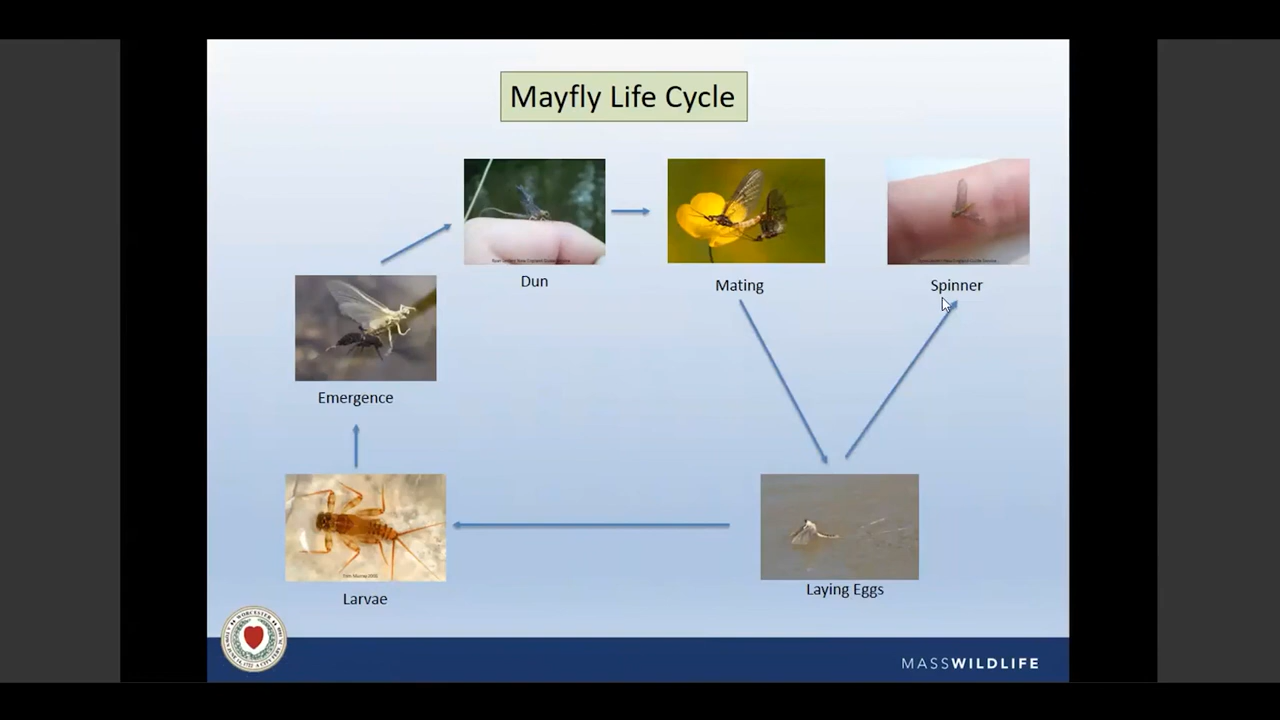 Mayfly Life Cycle
Dun
Mating
Spinner
Emergence
Larvae
Laying Eggs
MASSWILDLIFE